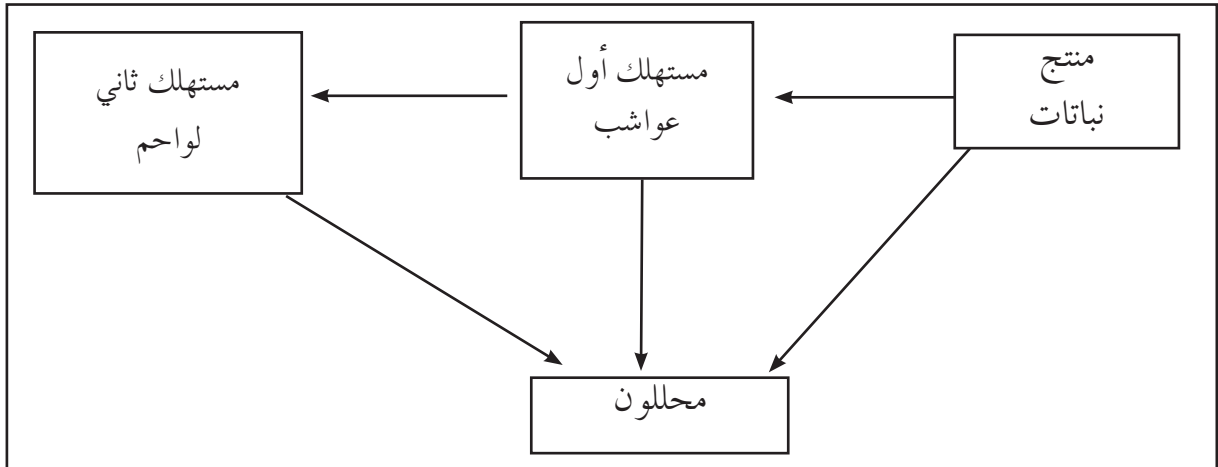 منتج
نباتات
مستهلك أول
عواشب
مستهلك ثاني
لواحم
محللون